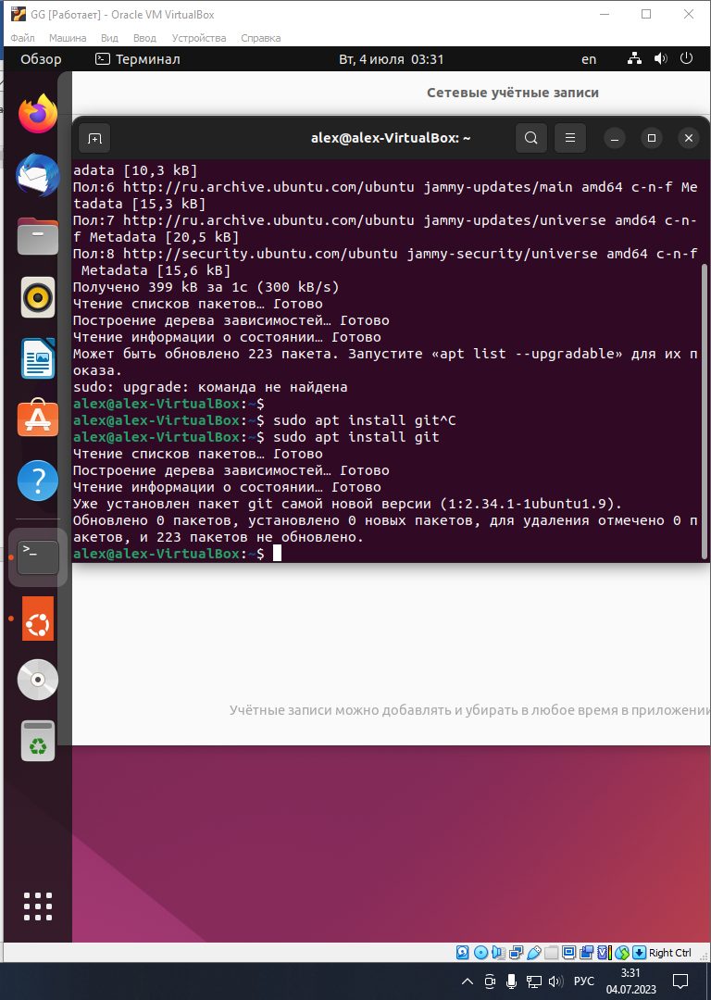 GG [Работает] - Oracle VM VirtualBox
Файл Машина Вид Ввод Устройства Справка
Обзор Терминал Вт, 4 июля 03:31 en
Сетевые учётные записи
alex@alex-VirtualBox: ~
adata [10,3 kB]
Пол:6 http://ru.archive.ubuntu.com/ubuntu jammy-updates/main amd64 c-n-f Me
tadata [15,3 kB]
Пол:7 http://ru.archive.ubuntu.com/ubuntu jammy-updates/universe amd64 c-n-
f Metadata [20,5 kB]
Пол:8 http://security.ubuntu.com/ubuntu jammy-security/universe amd64 c-n-f
Metadata [15,6 kB]
Получено 399 kB за 1с (300 kB/s)
Чтение списков пакетов… Готово
Построение дерева зависимостей… Готово
Чтение информации о состоянии… Готово
Может быть обновлено 223 пакета. Запустите «apt list --upgradable» для их п
оказа.
sudo: upgrade: команда не найдена
alex@alex-VirtualBox:~$
alex@alex-VirtualBox:~$ sudo apt install git^C
alex@alex-VirtualBox:~$ sudo apt install git
Чтение списков пакетов… Готово
Построение дерева зависимостей… Готово
Чтение информации о состоянии… Готово
Уже установлен пакет git самой новой версии (1:2.34.1-1ubuntu1.9).
Обновлено 0 пакетов, установлено 0 новых пакетов, для удаления отмечено 0 п
акетов, и 223 пакетов не обновлено.
alex@alex-VirtualBox:~$
Учётные записи можно добавлять и убирать в любое время в приложении
Right Ctrl
РУС 3:31
04.07.2023